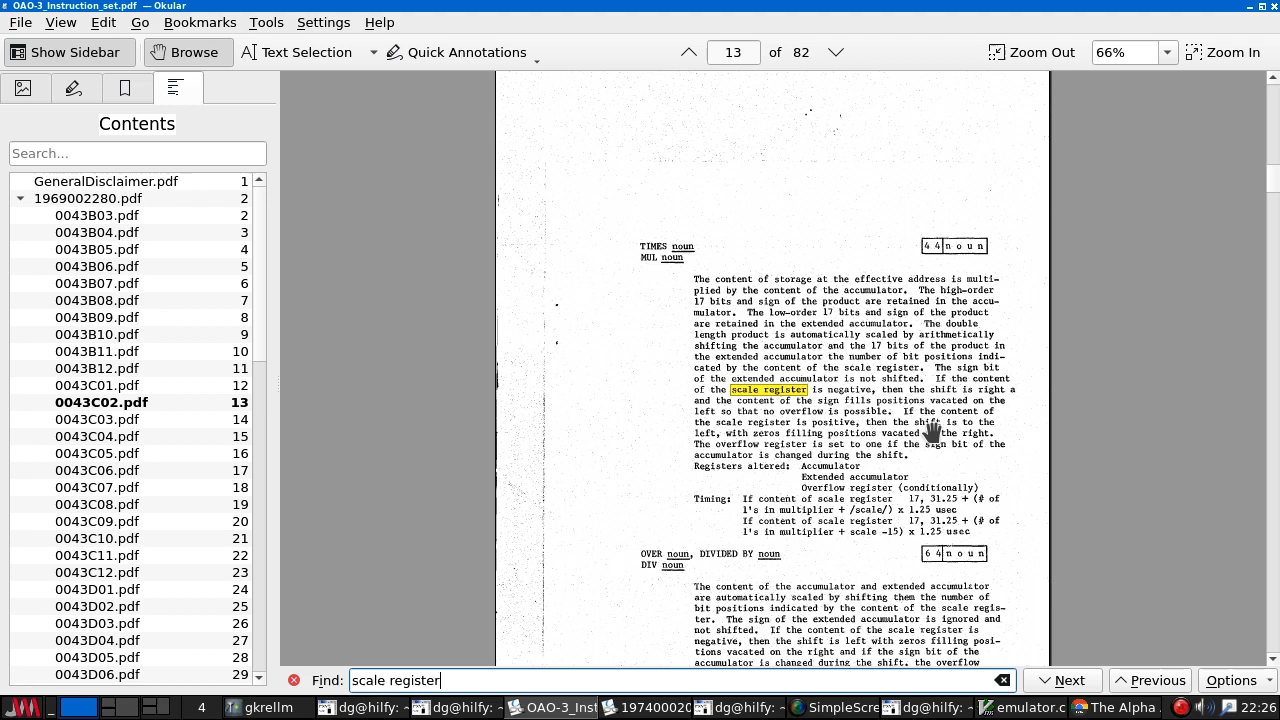 OAO-3_Instruction_set.pdf — Okular
File View Edit Go Bookmarks Tools Settings Help
Show Sidebar Browse Text Selection Quick Annotations 13 of 82 Zoom Out 66% Zoom In
Contents
Search...
GeneralDisclaimer.pdf 1
1969002280.pdf 2
0043B03.pdf 2
0043B04.pdf 3
0043B05.pdf 4
0043B06.pdf 5
0043B07.pdf 6
0043B08.pdf 7
0043B09.pdf 8
0043B10.pdf 9
0043B11.pdf 10
0043B12.pdf 11
0043C01.pdf 12
0043C02.pdf 13
0043C03.pdf 14
0043C04.pdf 15
0043C05.pdf 16
0043C06.pdf 17
0043C07.pdf 18
0043C08.pdf 19
0043C09.pdf 20
0043C10.pdf 21
0043C11.pdf 22
0043C12.pdf 23
0043D01.pdf 24
0043D02.pdf 25
0043D03.pdf 26
0043D04.pdf 27
0043D05.pdf 28
0043D06.pdf 29
TIMES noun 4 4 n o u n
MUL noun
The content of storage at the effective address is multi-
plied by the content of the accumulator. The high-order
17 bits and sign of the product are retained in the accu-
mulator. The low-order 17 bits and sign of the product
are retained in the extended accumulator. The double
length product is automatically scaled by arithmetically
shifting the accumulator and the 17 bits of the product in
the extended accumulator the number of bit positions indi-
cated by the content of the scale register. The sign bit
of the extended accumulator is not shifted. If the content
of the scale register is negative, then the shift is right a
and the content of the sign fills positions vacated on the
left so that no overflow is possible. If the content of
the scale register is positive, then the shift is to the
left, with zeros filling positions vacated the right.
The overflow register is set to one if the sign bit of the
accumulator is changed during the shift.
Registers altered: Accumulator
Extended accumulator
Overflow register (conditionally)
Timing: If content of scale register 17, 31.25 + (# of
1's in multiplier + /scale/) x 1.25 usec
If content of scale register 17, 31.25 + (# of
1's in multiplier + scale -15) x 1.25 usec
OVER noun, DIVIDED BY noun 6 4 n o u n
DIV noun
The content of the accumulator and extended accumulator
are automatically scaled by shifting them the number of
bit positions indicated by the content of the scale regis-
ter. The sign of the extended accumulator is ignored and
not shifted. If the content of the scale register is
negative, then the shift is left with zeros filling posi-
tions vacated on the right and if the sign bit of the
accumulator is changed during the shift, the overflow
Find: scale register Next Previous Options
4 gkrellm dg@hilfy: dg@hilfy: OAO-3_Inst 197400020 dg@hilfy: SimpleScre dg@hilfy: emulator.c The Alpha 22:26